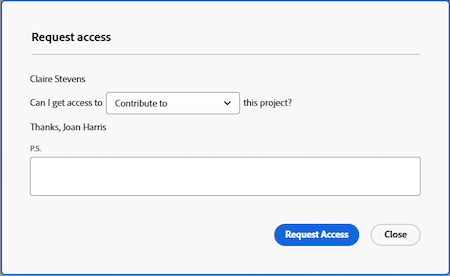 Request access
Claire Stevens
Can I get access to Contribute to this project?
Thanks, Joan Harris
P.S.
Request Access Close